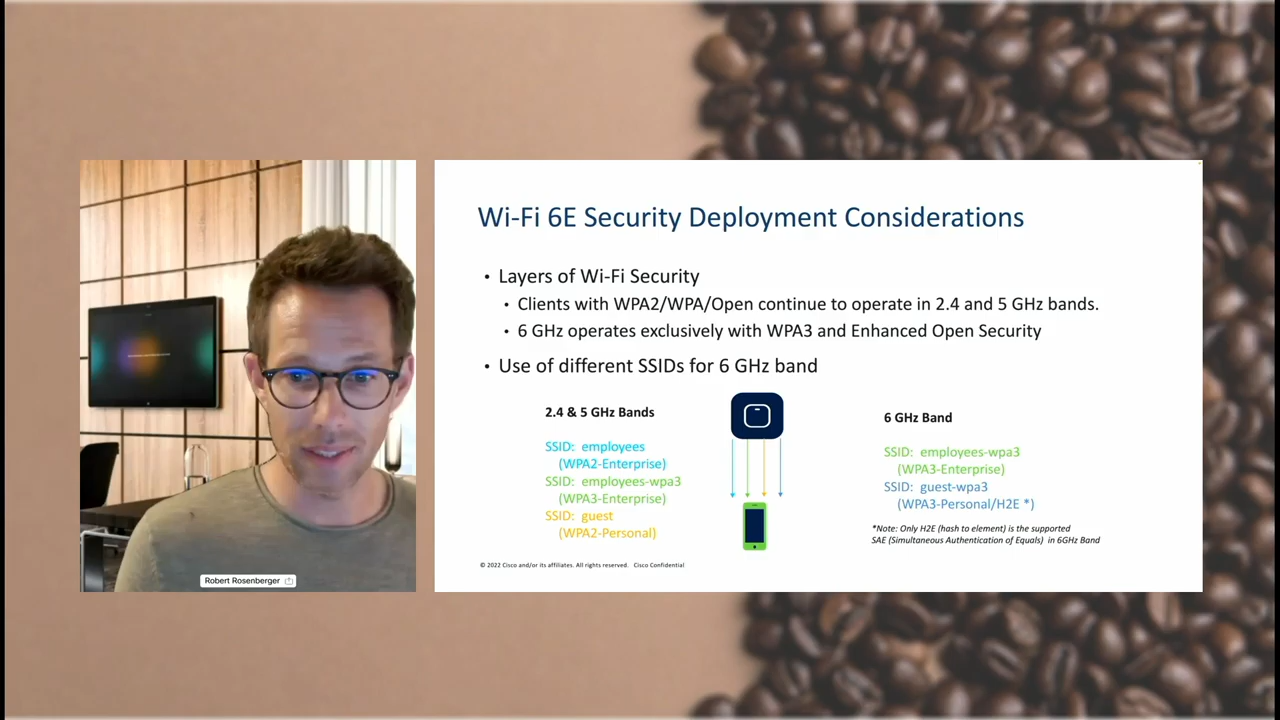 Wi-Fi 6E Security Deployment Considerations
• Layers of Wi-Fi Security
• Clients with WPA2/WPA/Open continue to operate in 2.4 and 5 GHz bands.
• 6 GHz operates exclusively with WPA3 and Enhanced Open Security
• Use of different SSIDs for 6 GHz band
2.4 & 5 GHz Bands
SSID: employees
(WPA2-Enterprise)
SSID: employees-wpa3
(WPA3-Enterprise)
SSID: guest
(WPA2-Personal)
6 GHz Band
SSID: employees-wpa3
(WPA3-Enterprise)
SSID: guest-wpa3
(WPA3-Personal/H2E *)
*Note: Only H2E (hash to element) is the supported
SAE (Simultaneous Authentication of Equals) in 6GHz Band
© 2022 Cisco and/or its affiliates. All rights reserved. Cisco Confidential
Robert Rosenberger